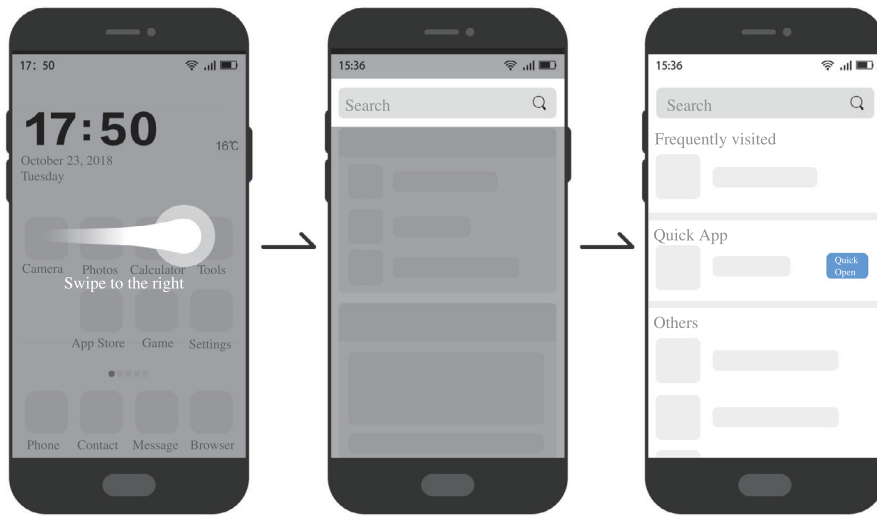 17: 50
17:50
16℃
October 23, 2018
Tuesday
Camera Photos Calculator Tools
Swipe to the right
App Store Game Settings
Phone Contact Message Browser
15:36
Search
15:36
Search
Frequently visited
Quick App
Quick
Open
Others